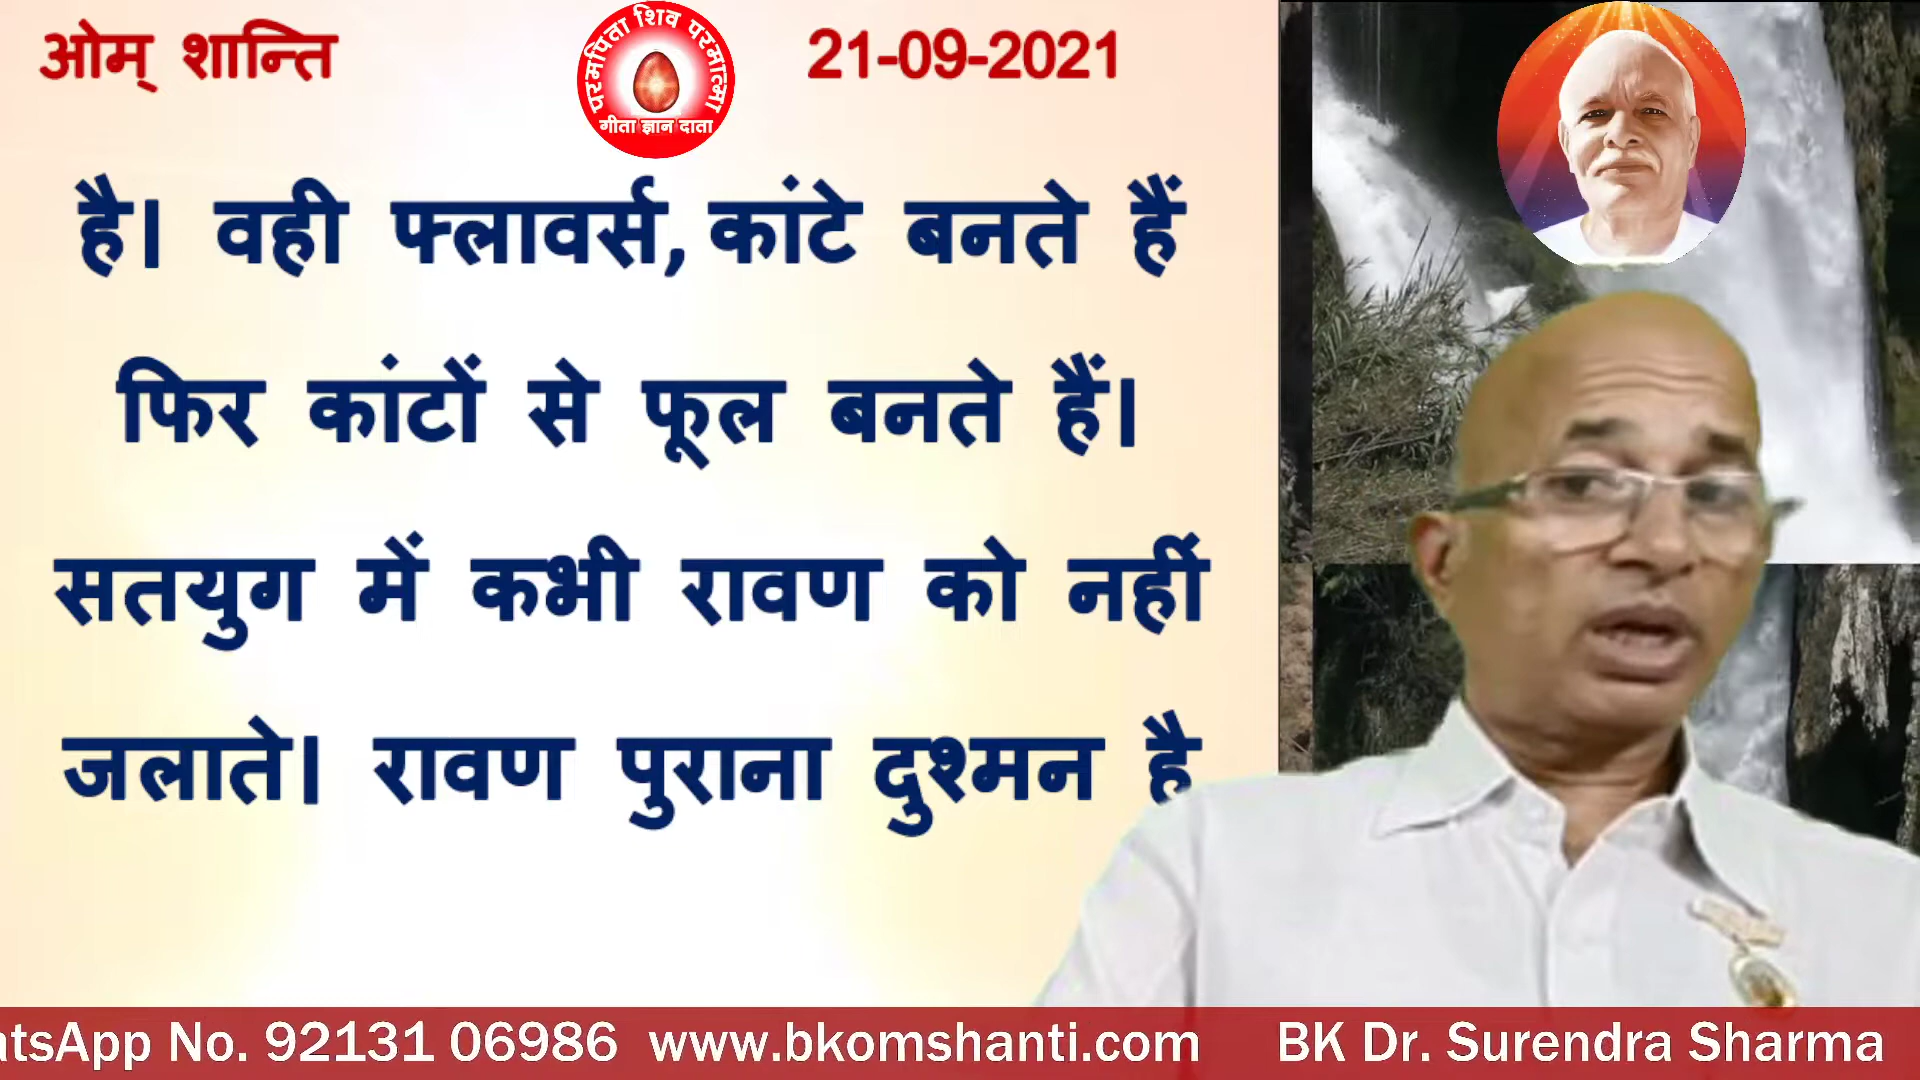 ओम् शान्ति
परमपिता शिव परमात्मा
गीता ज्ञान दाता
21-09-2021
है। वही फ्लावर्स, कांटे बनते हैं
फिर कांटों से फूल बनते हैं।
सतयुग में कभी रावण को नहीं
जलाते। रावण पुराना दुश्मन है
atsApp No. 92131 06986 www.bkomshanti.com BK Dr. Surendra Sharma